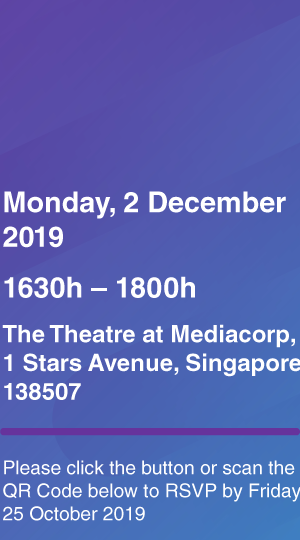 Monday, 2 December
2019
1630h – 1800h
The Theatre at Mediacorp,
1 Stars Avenue, Singapore
138507
Please click the button or scan the
QR Code below to RSVP by Friday
25 October 2019